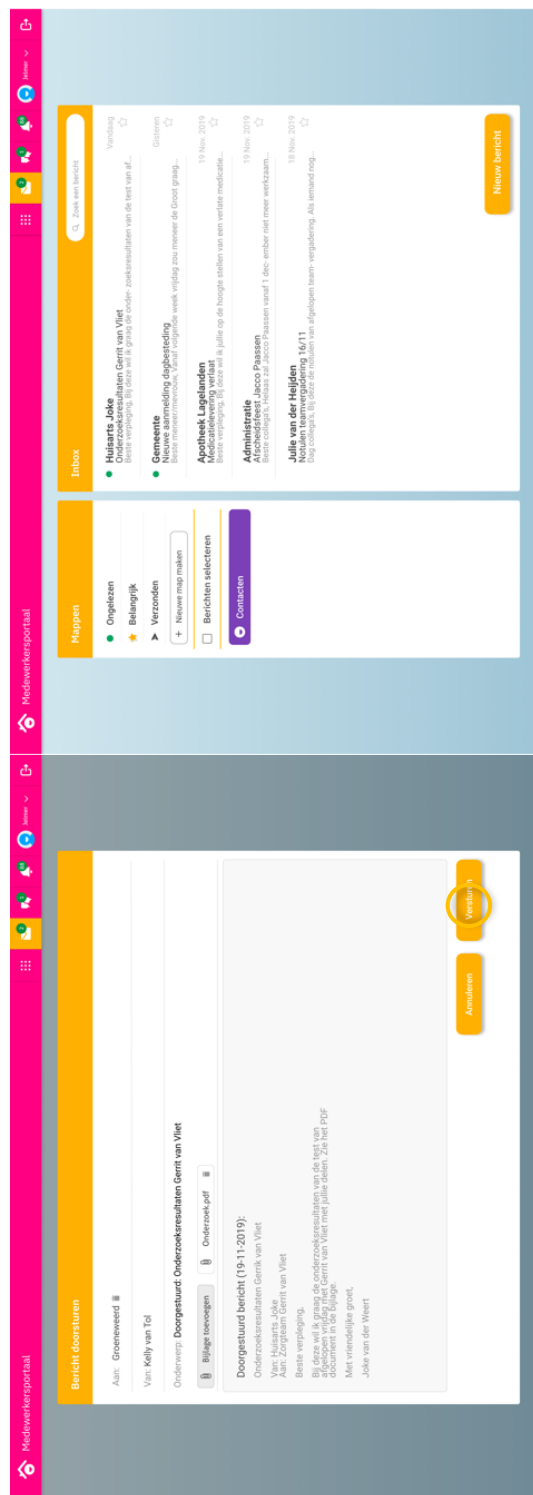 Medewerkersportaal
2
1
Jelmer
Mappen
Ongelezen
Belangrijk
Verzonden
+ Nieuwe map maken
Berichten selecteren
Contacten
Inbox
Zoek een bericht
Huisarts Joke
Vandaag
Onderzoeksresultaten Gerrit van Vliet
Beste verpleging, Bij deze wil ik graag de onder- zoeksresultaten van de test van af...
Gemeente
Gisteren
Nieuwe aanmelding dagbesteding
Beste meneer/mevrouw, Vanaf volgende week vrijdag zou meneer de Groot graag...
Apotheek Lagelanden
19 Nov. 2019
Medicatielevering verlaat
Beste verpleging, Bij deze wil ik jullie op de hoogte stellen van een verlate medicatie...
Administratie
19 Nov. 2019
Afscheidsfeest Jacco Paassen
Beste collega's, Helaas zal Jacco Paassen vanaf 1 dec- ember niet meer werkzaam...
Julie van der Heijden
18 Nov. 2019
Notulen teamvergadering 16/11
Dag collega's, Bij deze de notulen van afgelopen team- vergadering. Als iemand nog...
Nieuw bericht
Medewerkersportaal
2
1
Jelmer
Bericht doorsturen
Aan: Groeneweerd
Van: Kelly van Tol
Onderwerp: Doorgestuurd: Onderzoeksresultaten Gerrit van Vliet
Bijlage toevoegen
Onderzoek.pdf
Doorgestuurd bericht (19-11-2019):
Onderzoeksresultaten Gerrik van Vliet
Van: Huisarts Joke
Aan: Zorgteam Gerrit van Vliet
Beste verpleging,
Bij deze wil ik graag de onderzoeksresultaten van de test van
afgelopen vrijdag met Gerrit van Vliet met jullie delen. Zie het PDF
document in de bijlage.
Met vriendelijke groet,
Joke van der Weert
Annuleren
Versturen